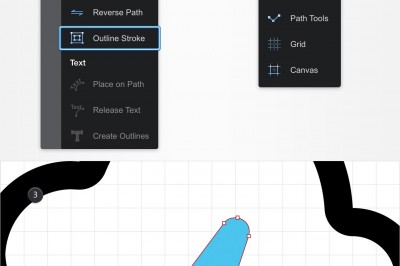 Reverse Path
Outline Stroke
Text
Place on Path
Release Text
Create Outlines
Path Tools
Grid
Canvas
3